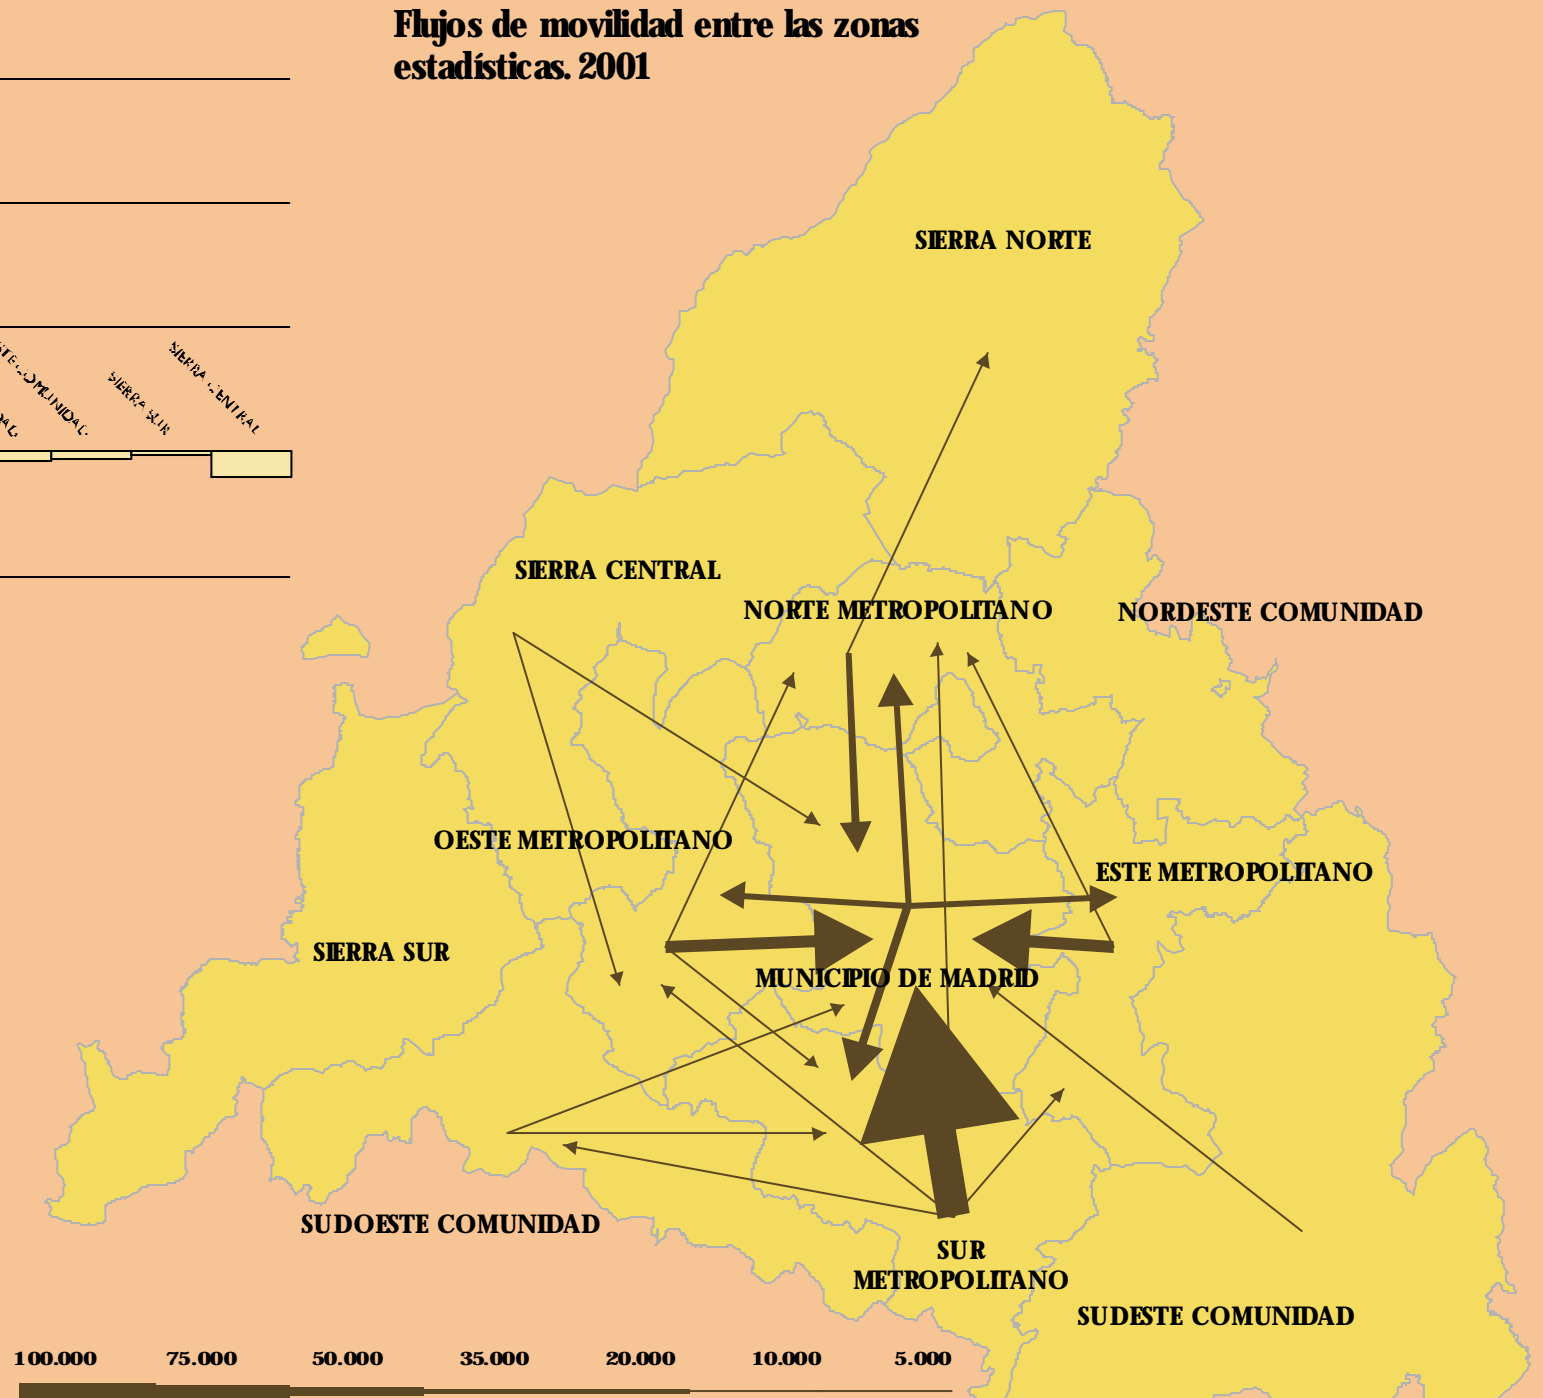 Flujos de movilidad entre las zonas
estadísticas. 2001
SIERRA NORTE
SIERRA SUR
SIERRA CENTRAL
SIERRA CENTRAL
NORTE METROPOLITANO
NORDESTE COMUNIDAD
OESTE METROPOLITANO
ESTE METROPOLITANO
SIERRA SUR
MUNICIPIO DE MADRID
SUDOESTE COMUNIDAD
SUR
METROPOLITANO
SUDESTE COMUNIDAD
100.000 75.000 50.000 35.000 20.000 10.000 5.000